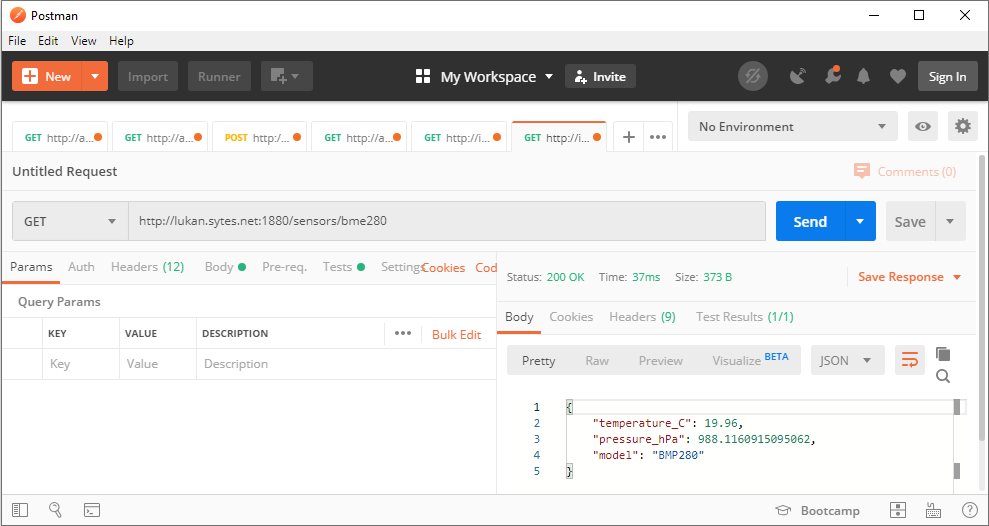 Postman
File Edit View Help
New Import Runner My Workspace Invite Sign In
GET http://a... GET http://a... POST http:/... GET http://a... GET http://i... GET http://i... + ••• No Environment
Untitled Request Comments (0)
GET http://lukan.sytes.net:1880/sensors/bme280 Send Save
Params Auth Headers (12) Body Pre-req. Tests Settings Cookies Cod
Status: 200 OK Time: 37ms Size: 373 B Save Response
Query Params
KEY VALUE DESCRIPTION ••• Bulk Edit
Key Value Description
Body Cookies Headers (9) Test Results (1/1)
Pretty Raw Preview Visualize BETA JSON
1 {
2 "temperature_C": 19.96,
3 "pressure_hPa": 988.1160915095062,
4 "model": "BMP280"
5 }
Bootcamp